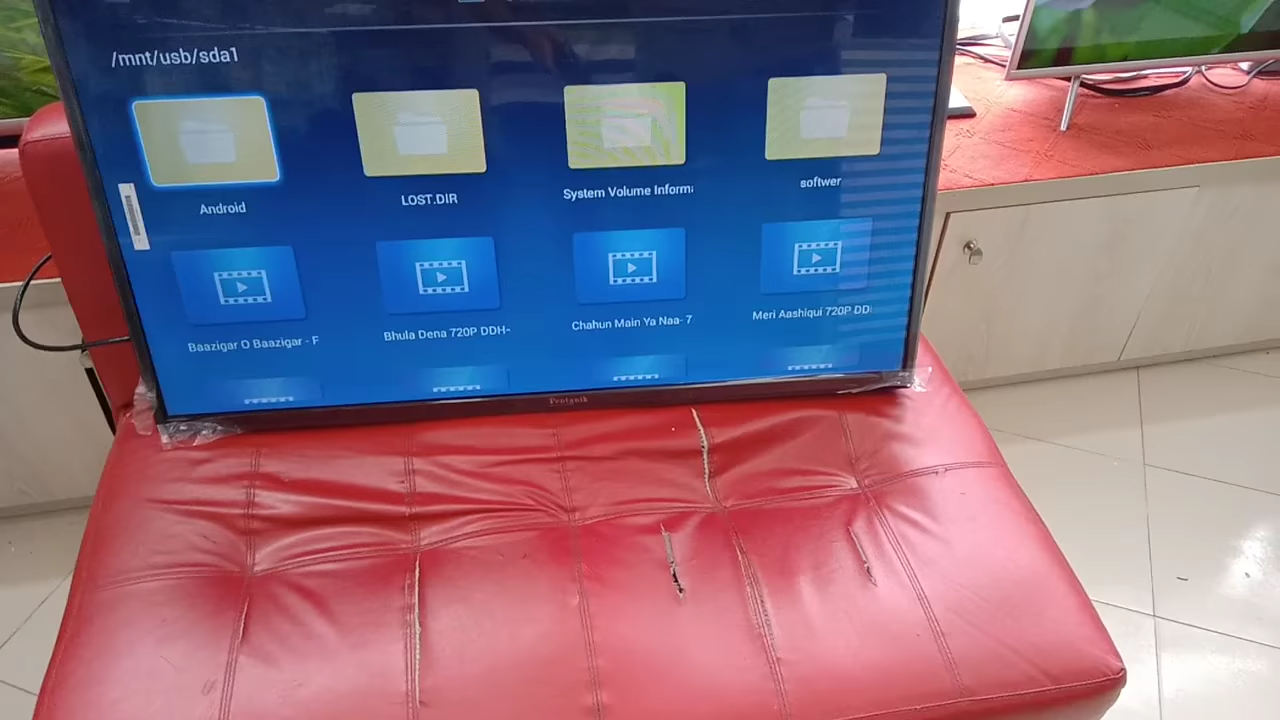 /mnt/usb/sda1
Android
LOST.DIR
System Volume Informa
softwer
Baazigar O Baazigar - F
Bhula Dena 720P DDH-
Chahun Main Ya Naa- 7
Meri Aashiqui 720P DD
Pentanik